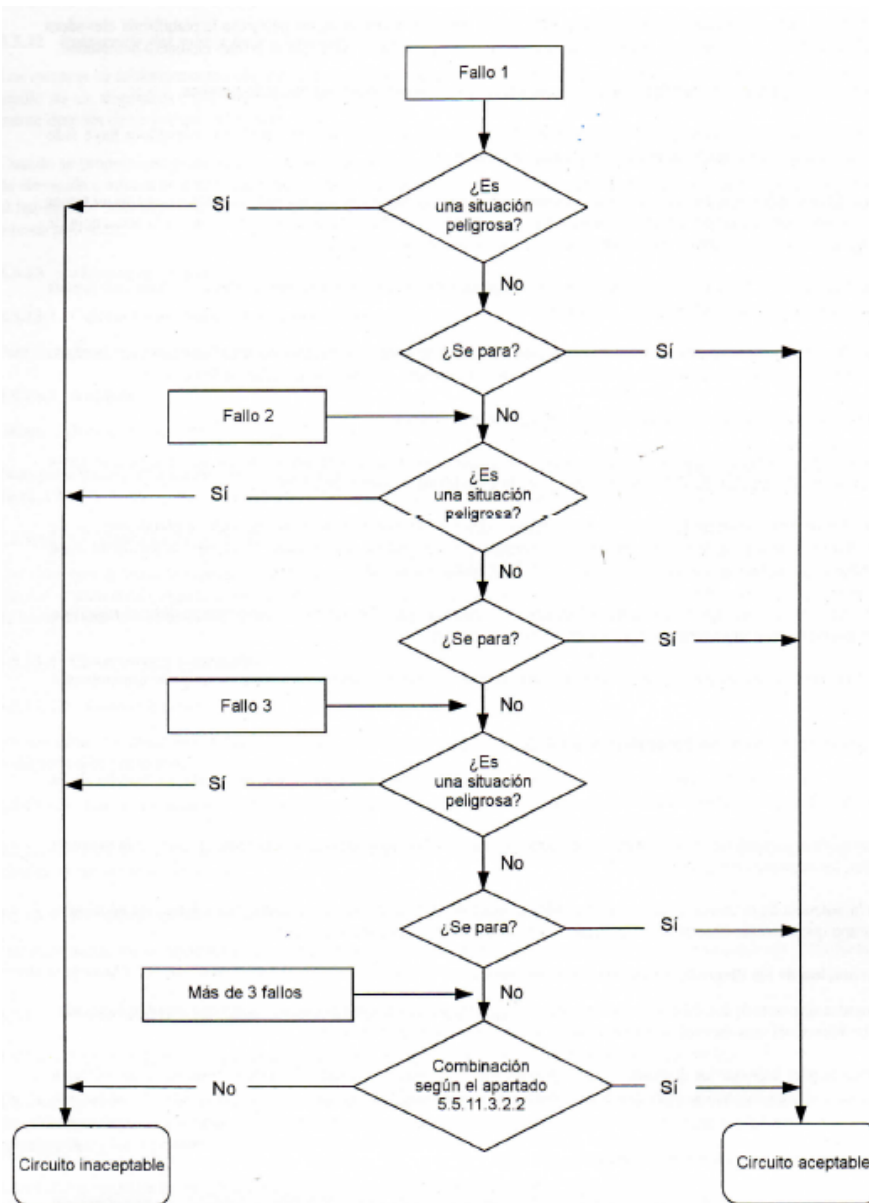 Fallo 1
¿Es
una situación
peligrosa?
Sí
No
¿Se para?
Sí
Fallo 2
No
¿Es
una situación
peligrosa?
Sí
No
¿Se para?
Sí
Fallo 3
No
¿Es
una situación
peligrosa?
Sí
No
¿Se para?
Sí
Más de 3 fallos
No
Combinación
según el apartado
5.5.11.3.2.2
No
Sí
Circuito inaceptable
Circuito aceptable